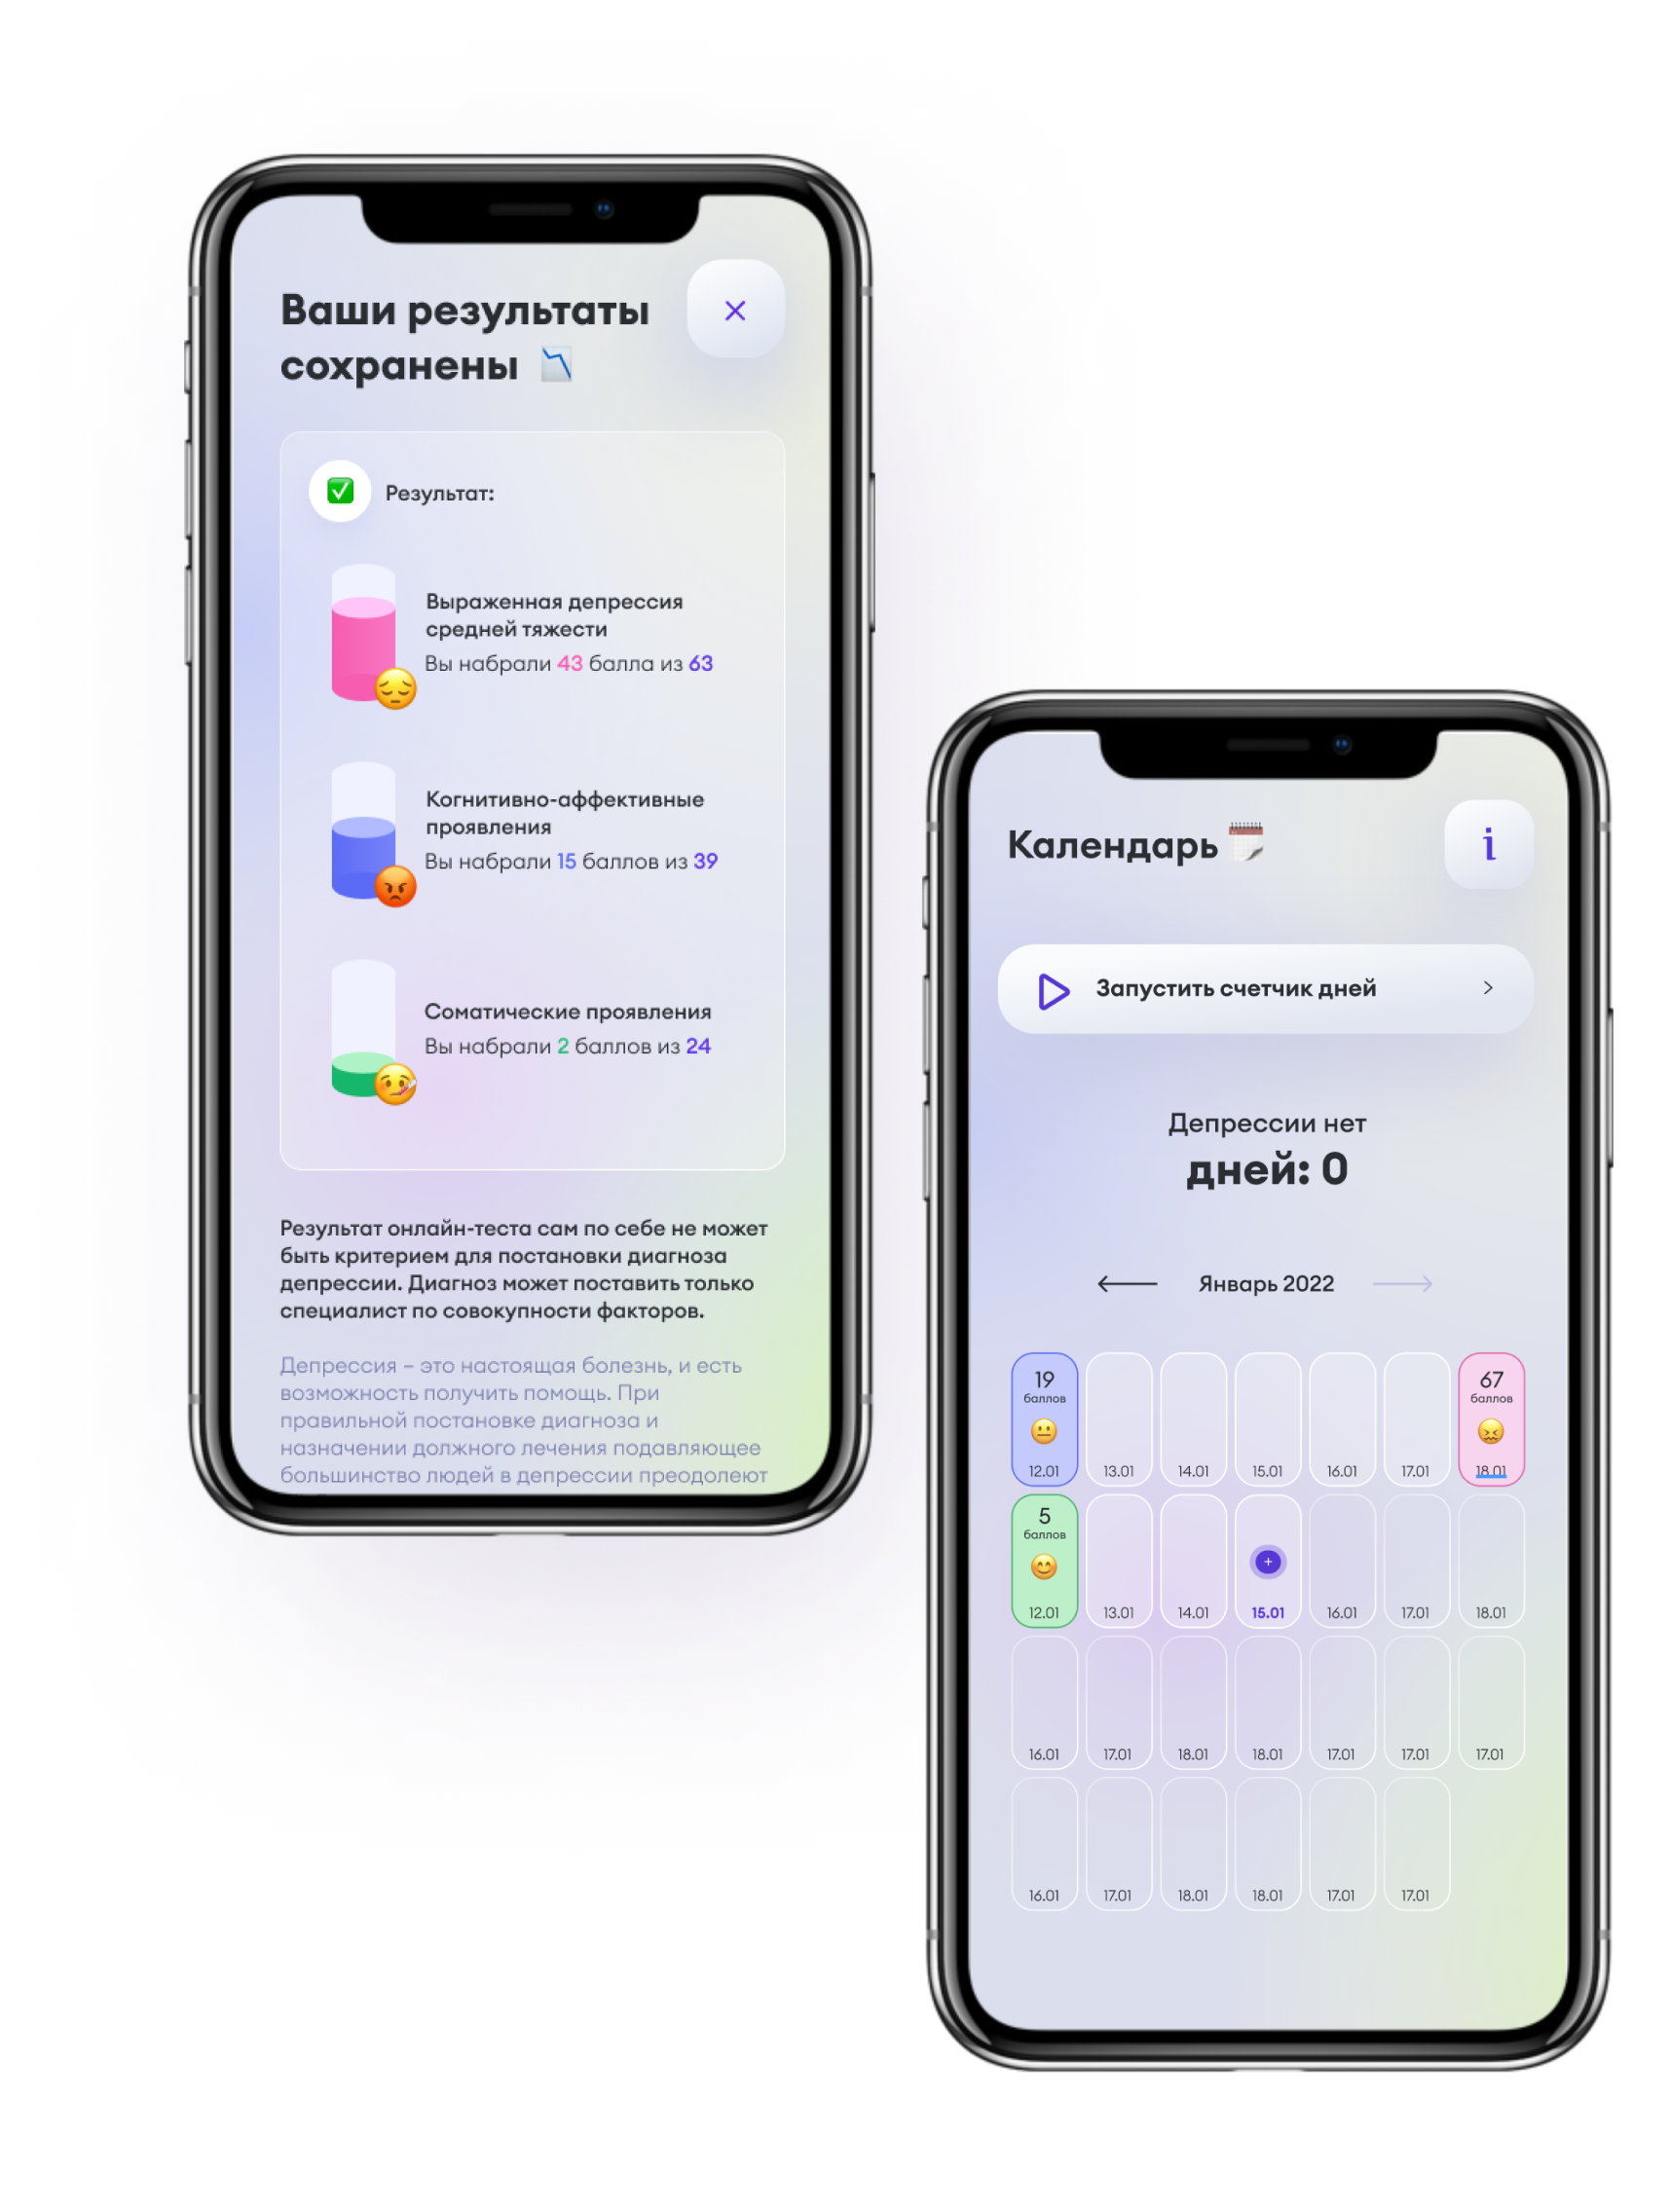 Ваши результаты
сохранены
Результат:
Выраженная депрессия
средней тяжести
Вы набрали 43 балла из 63
Когнитивно-аффективные
проявления
Вы набрали 15 баллов из 39
Соматические проявления
Вы набрали 2 баллов из 24
Результат онлайн-теста сам по себе не может
быть критерием для постановки диагноза
депрессии. Диагноз может поставить только
специалист по совокупности факторов.
Депрессия – это настоящая болезнь, и есть
возможность получить помощь. При
правильной постановке диагноза и
назначении должного лечения подавляющее
большинство людей в депрессии преодолеют
Календарь
i
Запустить счетчик дней
Депрессии нет
дней: 0
Январь 2022
19 67
баллов баллов
12.01 13.01 14.01 15.01 16.01 17.01 18.01
5
баллов
12.01 13.01 14.01 15.01 16.01 17.01 18.01
16.01 17.01 18.01 18.01 17.01 17.01 17.01
16.01 17.01 18.01 18.01 17.01 17.01